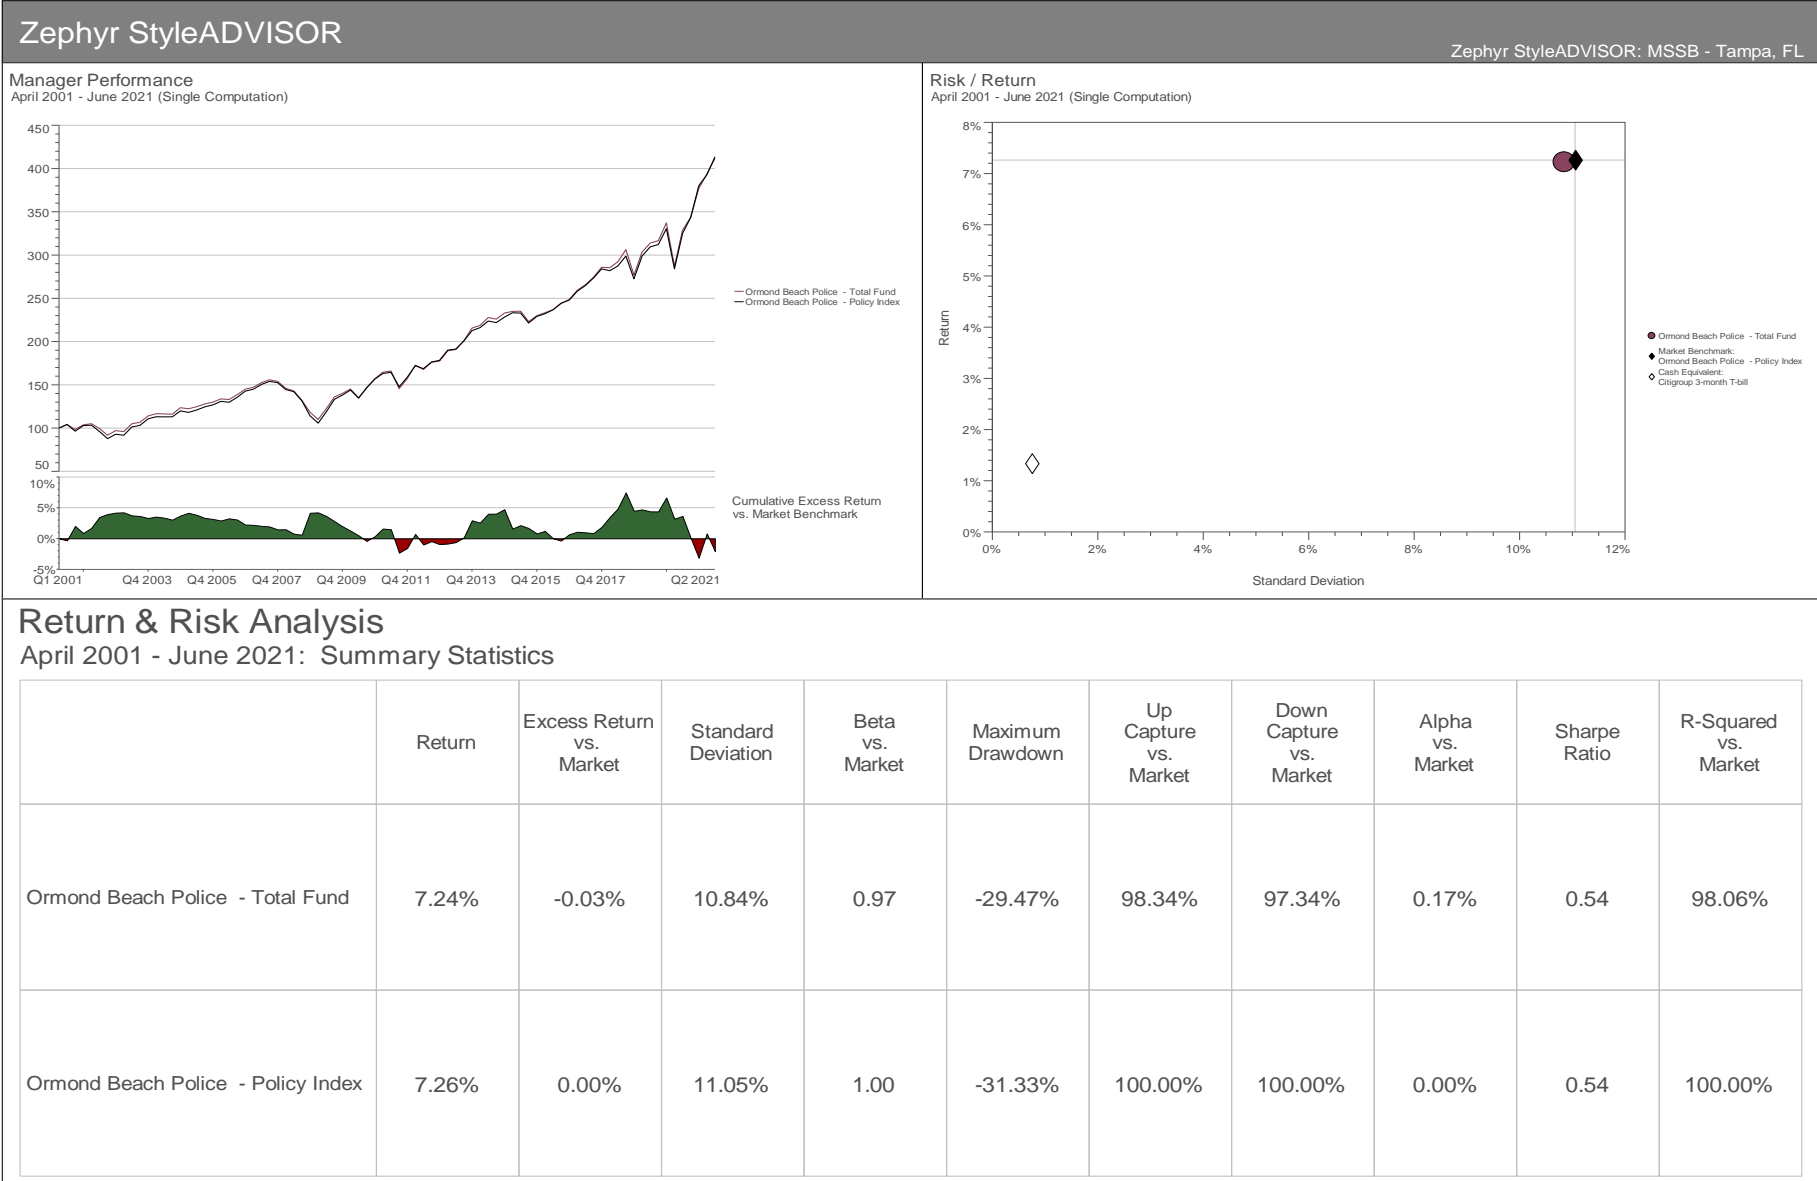 Zephyr StyleADVISOR
Zephyr StyleADVISOR: MSSB - Tampa, FL
Manager Performance
April 2001 - June 2021 (Single Computation)
450
400
350
300
250
200
150
100
50
10%
5%
0%
-5%
Q1 2001
Q4 2003
Q4 2005
Q4 2007
Q4 2009
Q4 2011
Q4 2013
Q4 2015
Q4 2017
Q2 2021
Ormond Beach Police - Total Fund
Ormond Beach Police - Policy Index
Cumulative Excess Return
vs. Market Benchmark
Risk / Return
April 2001 - June 2021 (Single Computation)
Return
8%
7%
6%
5%
4%
3%
2%
1%
0%
0%
2%
4%
6%
8%
10%
12%
Standard Deviation
Ormond Beach Police - Total Fund
Market Benchmark:
Ormond Beach Police - Policy Index
Cash Equivalent:
Citigroup 3-month T-bill
Return & Risk Analysis
April 2001 - June 2021: Summary Statistics
Return
Excess Return
vs.
Market
Standard
Deviation
Beta
vs.
Market
Maximum
Drawdown
Up
Capture
vs.
Market
Down
Capture
vs.
Market
Alpha
vs.
Market
Sharpe
Ratio
R-Squared
vs.
Market
Ormond Beach Police - Total Fund 7.24% -0.03% 10.84% 0.97 -29.47% 98.34% 97.34% 0.17% 0.54 98.06%
Ormond Beach Police - Policy Index 7.26% 0.00% 11.05% 1.00 -31.33% 100.00% 100.00% 0.00% 0.54 100.00%